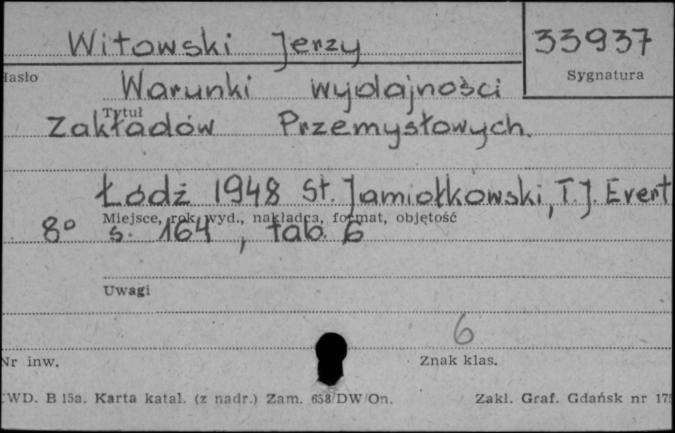 Witowski Jerzy 33937
Hasło Sygnatura
Warunki wydajności
Tytuł
Zakładów Przemysłowych.
Łódź 1948 St. Jamiołkowski, T. J. Evert
Miejsce, rok wyd., nakładca, format, objętość
8° s. 164, tab. 6
Uwagi
6
Nr inw. Znak klas.
CWD. B 15a. Karta katal. (z nadr.) Zam. 658/DW/On. Zakł. Graf. Gdańsk nr 175